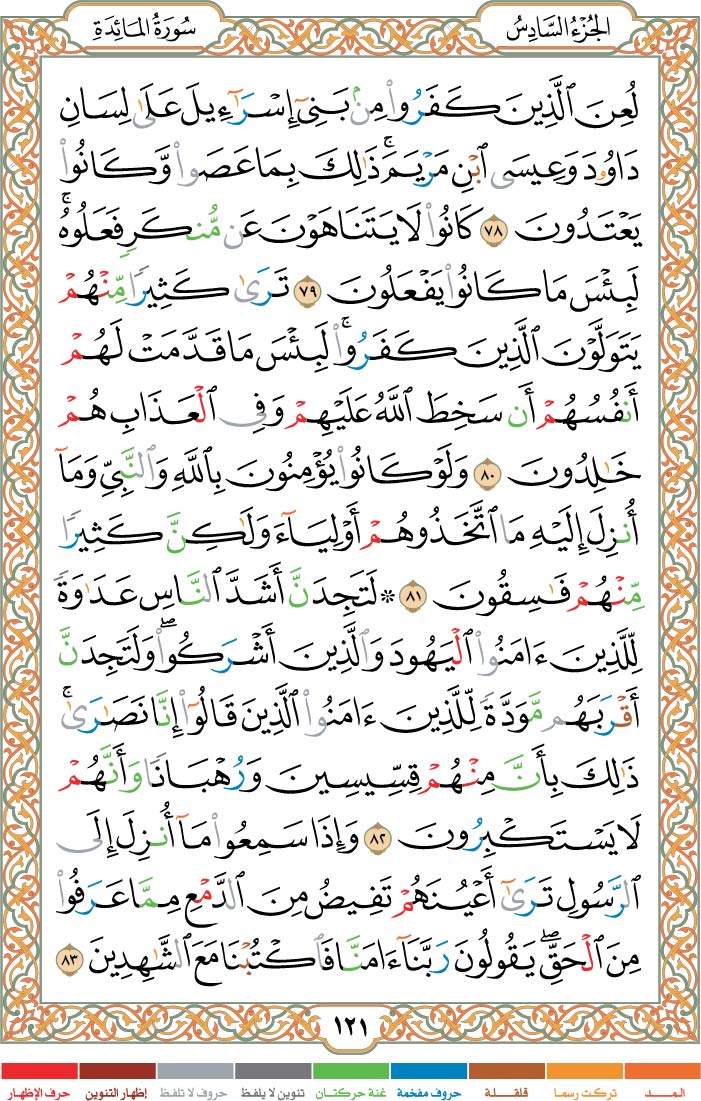 الجُزْءُ السَّادِسُ
سُورَةُ المَائِدَةِ
لُعِنَ ٱلَّذِينَ كَفَرُوا۟ مِنۢ بَنِىٓ إِسْرَٰٓءِيلَ عَلَىٰ لِسَانِ
دَاوُۥدَ وَعِيسَى ٱبْنِ مَرْيَمَ ۚ ذَٰلِكَ بِمَا عَصَوا۟ وَّكَانُوا۟
يَعْتَدُونَ ٧٨ كَانُوا۟ لَا يَتَنَاهَوْنَ عَن مُّنكَرٍ فَعَلُوهُ ۚ
لَبِئْسَ مَا كَانُوا۟ يَفْعَلُونَ ٧٩ تَرَىٰ كَثِيرًا مِّنْهُمْ
يَتَوَلَّوْنَ ٱلَّذِينَ كَفَرُوا۟ ۚ لَبِئْسَ مَا قَدَّمَتْ لَهُمْ
أَنفُسُهُمْ أَن سَخِطَ ٱللَّهُ عَلَيْهِمْ وَفِى ٱلْعَذَابِ هُمْ
خَٰلِدُونَ ٨٠ وَلَوْ كَانُوا۟ يُؤْمِنُونَ بِٱللَّهِ وَٱلنَّبِىِّ وَمَآ
أُنزِلَ إِلَيْهِ مَا ٱتَّخَذُوهُمْ أَوْلِيَآءَ وَلَٰكِنَّ كَثِيرًا
مِّنْهُمْ فَٰسِقُونَ ٨١ ۞ لَتَجِدَنَّ أَشَدَّ ٱلنَّاسِ عَدَٰوَةً
لِّلَّذِينَ ءَامَنُوا۟ ٱلْيَهُودَ وَٱلَّذِينَ أَشْرَكُوا۟ ۖ وَلَتَجِدَنَّ
أَقْرَبَهُم مَّوَدَّةً لِّلَّذِينَ ءَامَنُوا۟ ٱلَّذِينَ قَالُوٓا۟ إِنَّا نَصَٰرَىٰ ۚ
ذَٰلِكَ بِأَنَّ مِنْهُمْ قِسِّيسِينَ وَرُهْبَانًا وَأَنَّهُمْ
لَا يَسْتَكْبِرُونَ ٨٢ وَإِذَا سَمِعُوا۟ مَآ أُنزِلَ إِلَى
ٱلرَّسُولِ تَرَىٰٓ أَعْيُنَهُمْ تَفِيضُ مِنَ ٱلدَّمْعِ مِمَّا عَرَفُوا۟
مِنَ ٱلْحَقِّ ۖ يَقُولُونَ رَبَّنَآ ءَامَنَّا فَٱكْتُبْنَا مَعَ ٱلشَّٰهِدِينَ ٨٣
١٢١
المـــد تركت رسما قلقـلة حروف مفخمة غنة حركتان تنوين لا يلفظ حروف لا تلفظ إظهار التنوين حرف الإظهار